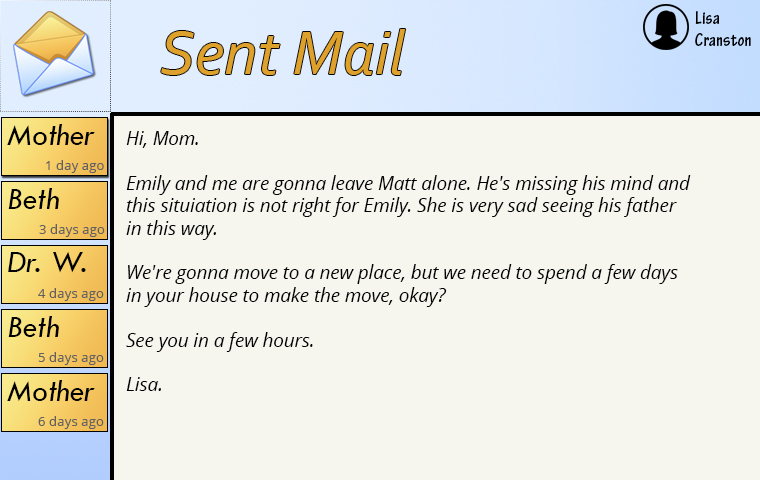 Sent Mail
Lisa
Cranston
Mother
1 day ago
Beth
3 days ago
Dr. W.
4 days ago
Beth
5 days ago
Mother
6 days ago
Hi, Mom.
Emily and me are gonna leave Matt alone. He's missing his mind and
this situiation is not right for Emily. She is very sad seeing his father
in this way.
We're gonna move to a new place, but we need to spend a few days
in your house to make the move, okay?
See you in a few hours.
Lisa.